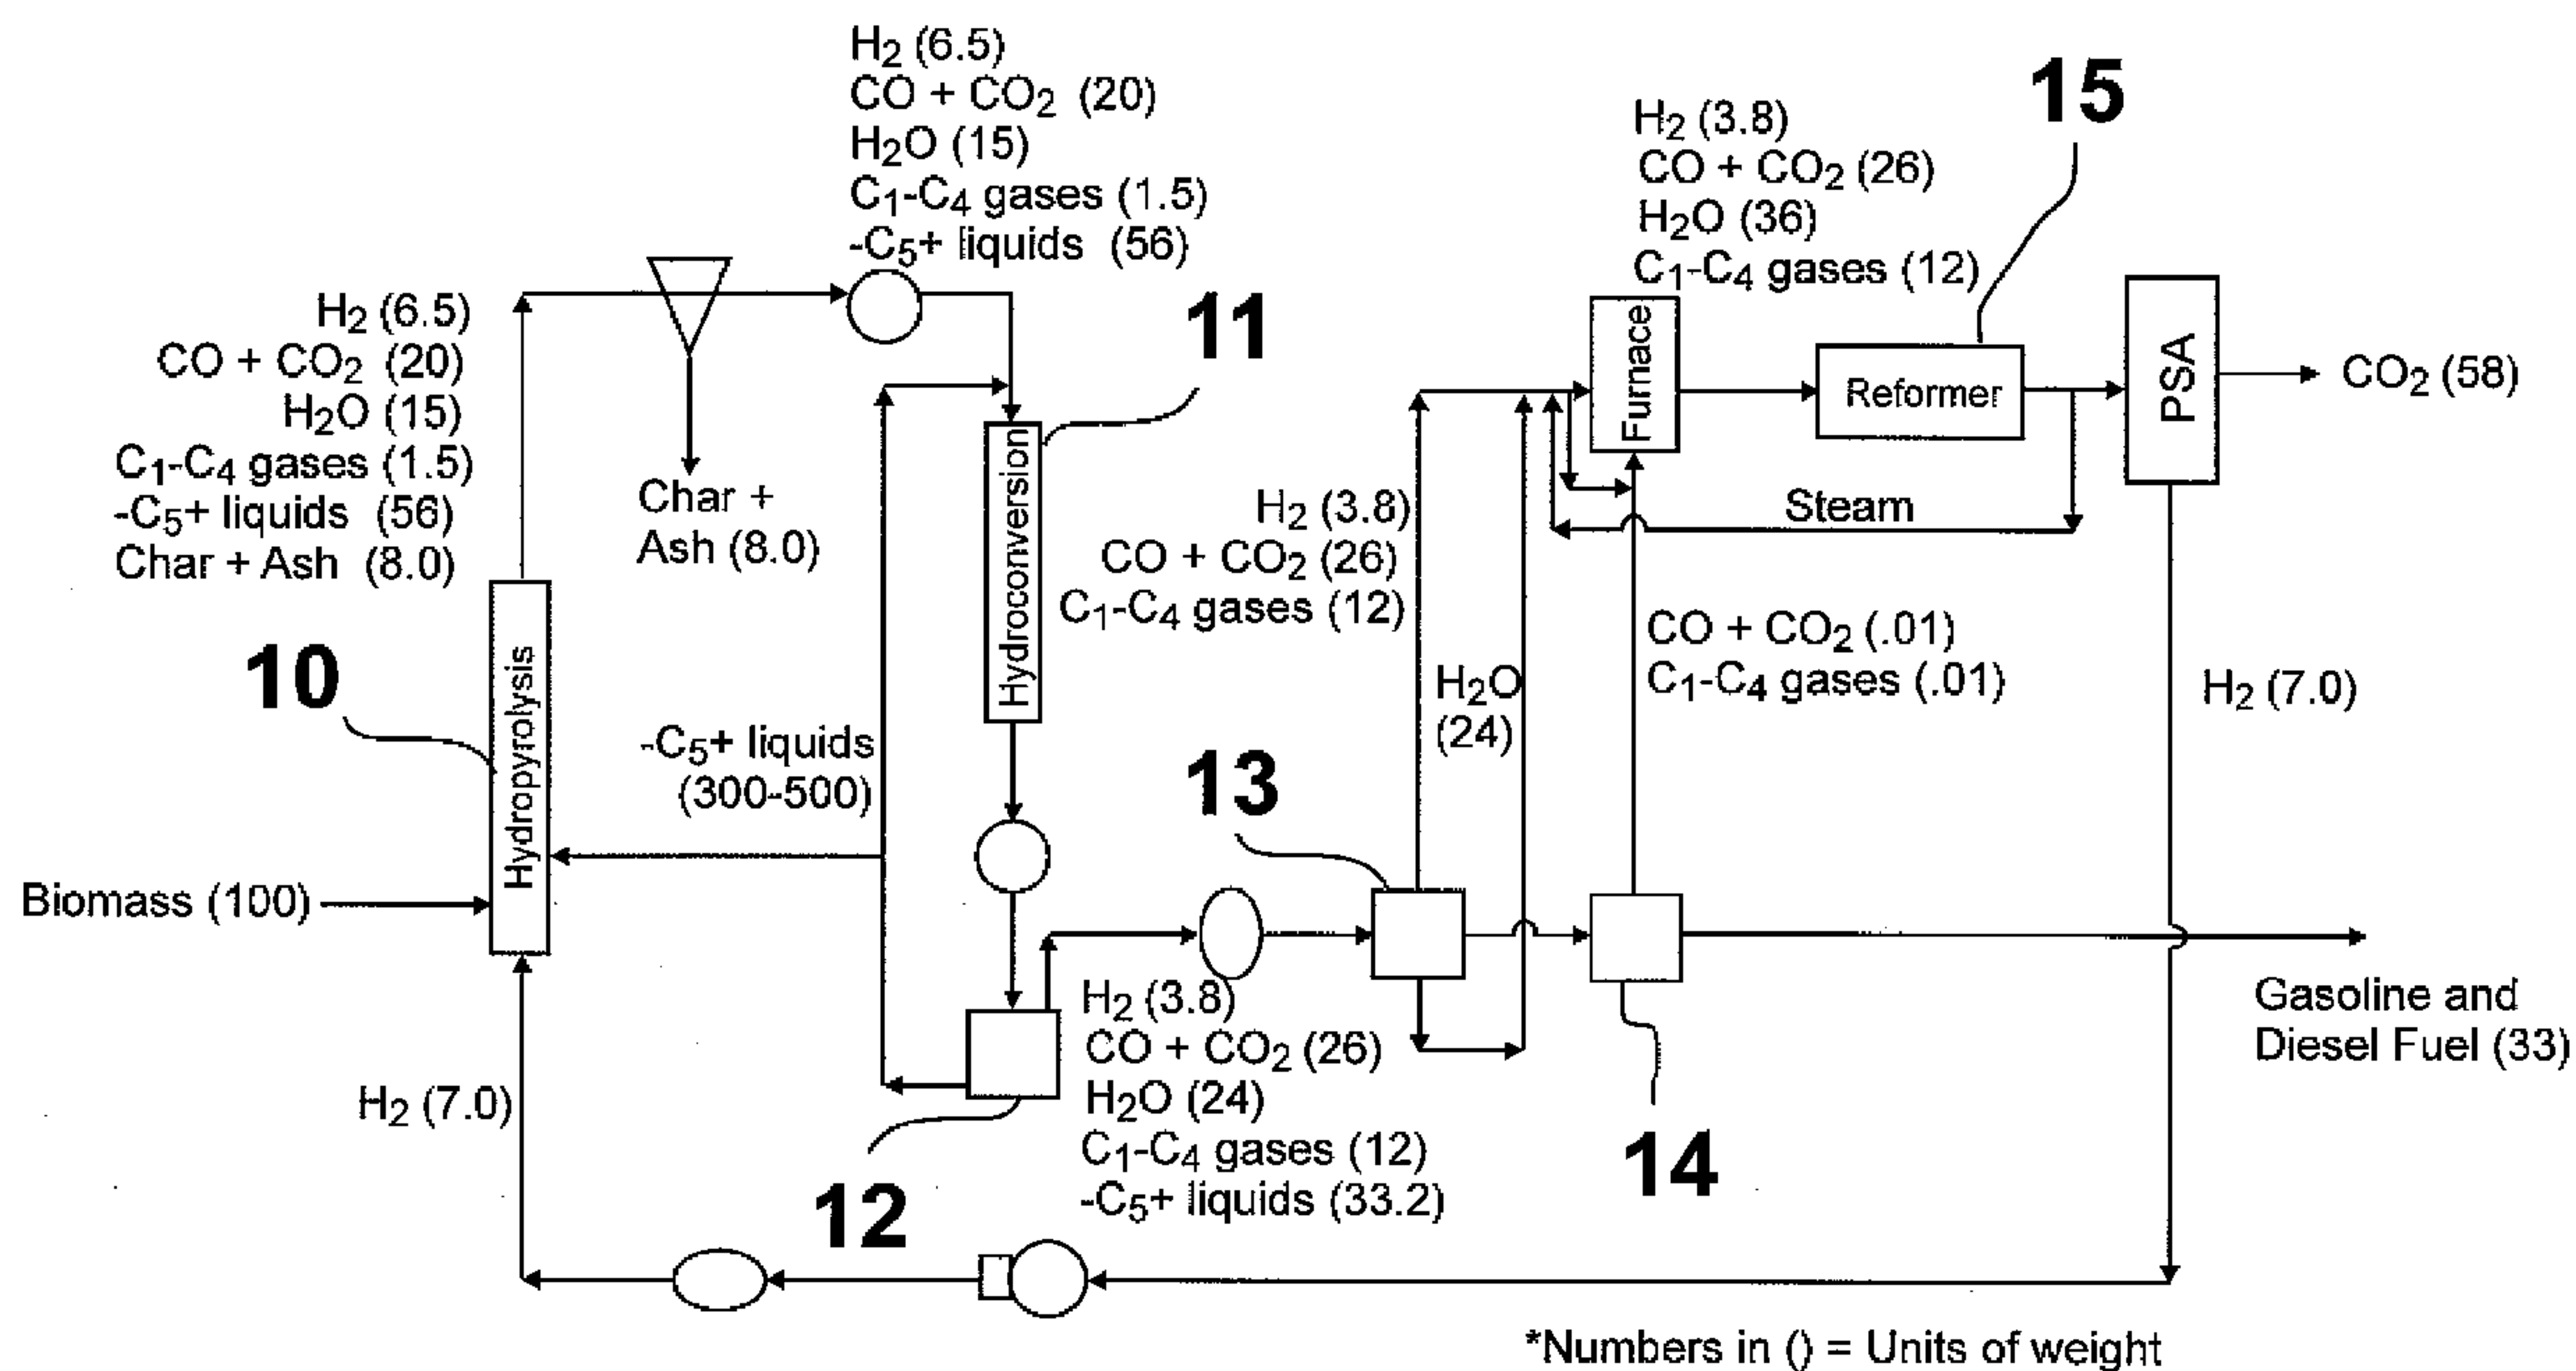 H2 (6.5)
CO + CO2 (20)
H2O (15)
C1-C4 gases (1.5)
-C5+ liquids (56)
15
H2 (3.8)
CO + CO2 (26)
H2O (36)
C1-C4 gases (12)
H2 (6.5)
CO + CO2 (20)
H2O (15)
C1-C4 gases (1.5)
-C5+ liquids (56)
Char + Ash (8.0)
11
Furnace
Reformer
PSA
CO2 (58)
Char +
Ash (8.0)
Hydroconversion
H2 (3.8)
CO + CO2 (26)
C1-C4 gases (12)
Steam
10
Hydropyrolysis
-C5+ liquids
(300-500)
H2O
(24)
CO + CO2 (.01)
C1-C4 gases (.01)
H2 (7.0)
13
Biomass (100)
H2 (3.8)
CO + CO2 (26)
H2O (24)
C1-C4 gases (12)
-C5+ liquids (33.2)
Gasoline and
Diesel Fuel (33)
H2 (7.0)
12
14
*Numbers in () = Units of weight